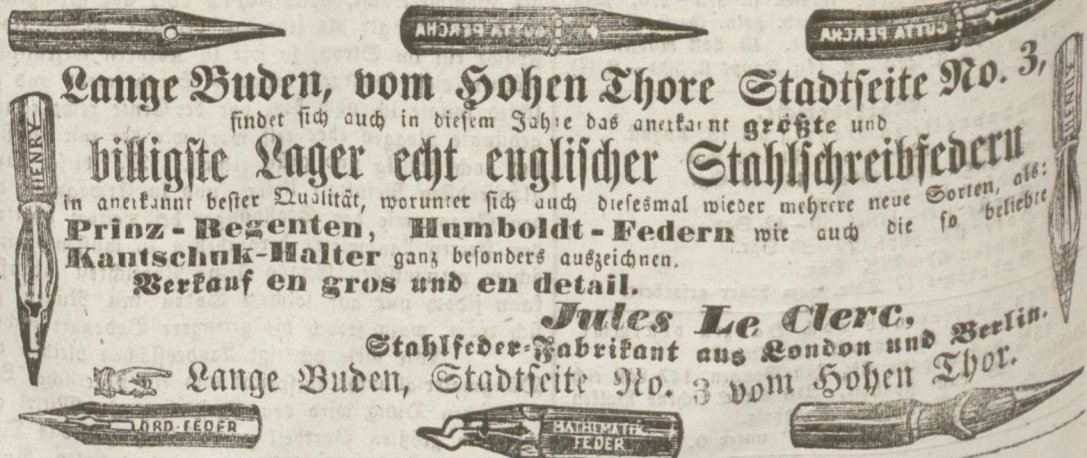 GUTTA PERCHA
GUTTA PERCHA
Lange Buden, vom Hohen Thore Stadtseite No. 3,
findet sich auch in diesem Jahre das anerkannt größte und
billigste Lager echt englischer Stahlschreibfedern
in anerkannt bester Qualität, worunter sich auch diesesmal wieder mehrere neue Sorten, als:
Prinz-Regenten, Humboldt-Federn wie auch die so beliebte
Kautschuk-Halter ganz besonders auszeichnen.
Verkauf en gros und en detail.
Jules Le Clerc,
Stahlfeder-Fabrikant aus London und Berlin.
Lange Buden, Stadtseite No. 3 vom Hohen Thor.
HENRY
LORD-FEDER
MATHEMATIK
FEDER